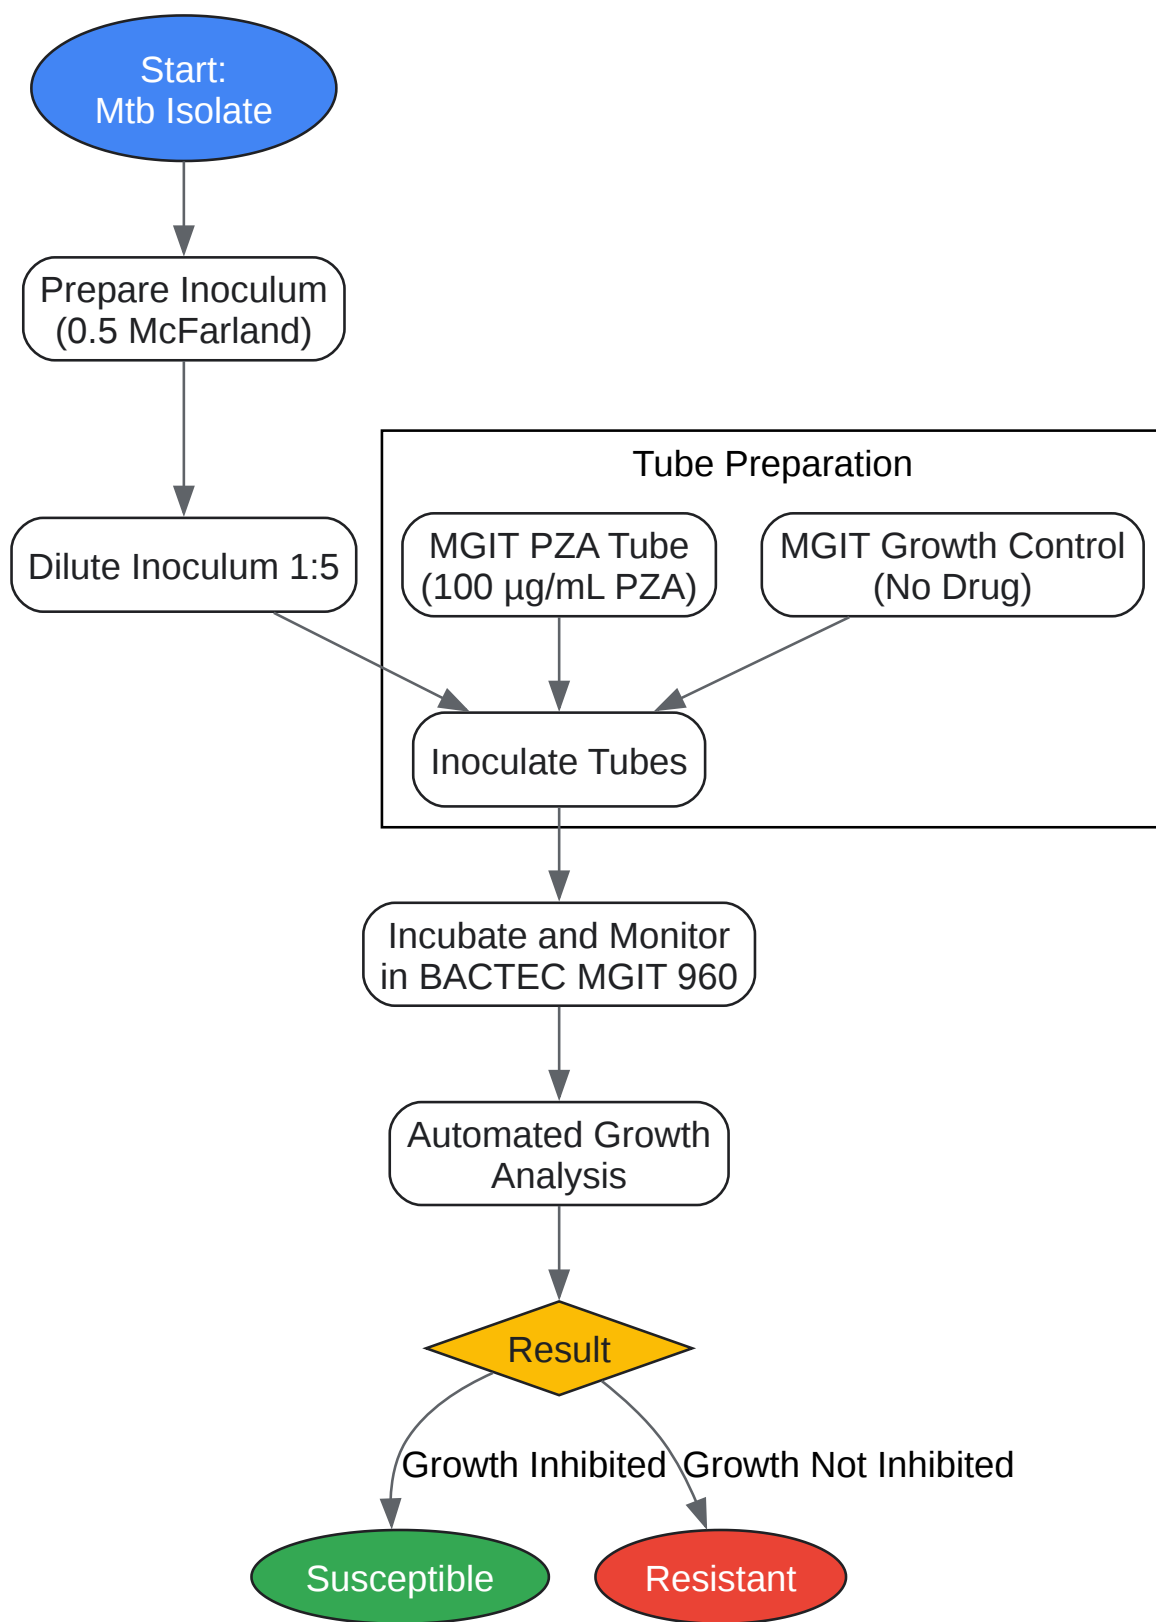 Start:
Mtb Isolate
Prepare Inoculum
(0.5 McFarland)
Dilute Inoculum 1:5
Tube Preparation
MGIT PZA Tube
(100 µg/mL PZA)
MGIT Growth Control
(No Drug)
Inoculate Tubes
Incubate and Monitor
in BACTEC MGIT 960
Automated Growth
Analysis
Result
Growth Inhibited
Growth Not Inhibited
Susceptible
Resistant